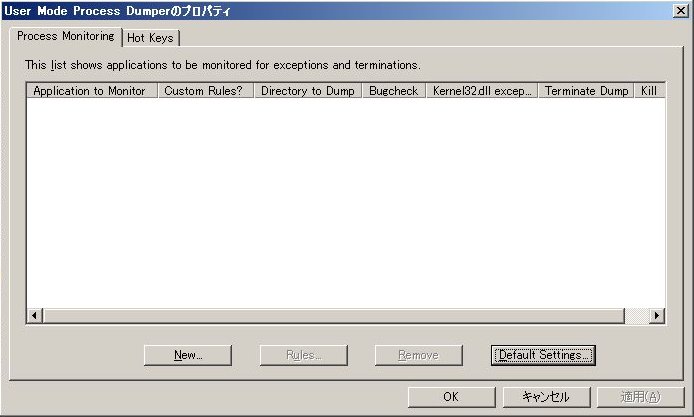 User Mode Process Dumperのプロパティ
Process Monitoring Hot Keys
This list shows applications to be monitored for exceptions and terminations.
Application to Monitor Custom Rules? Directory to Dump Bugcheck Kernel32.dll excep... Terminate Dump Kill
New... Rules... Remove Default Settings...
OK キャンセル 適用(A)